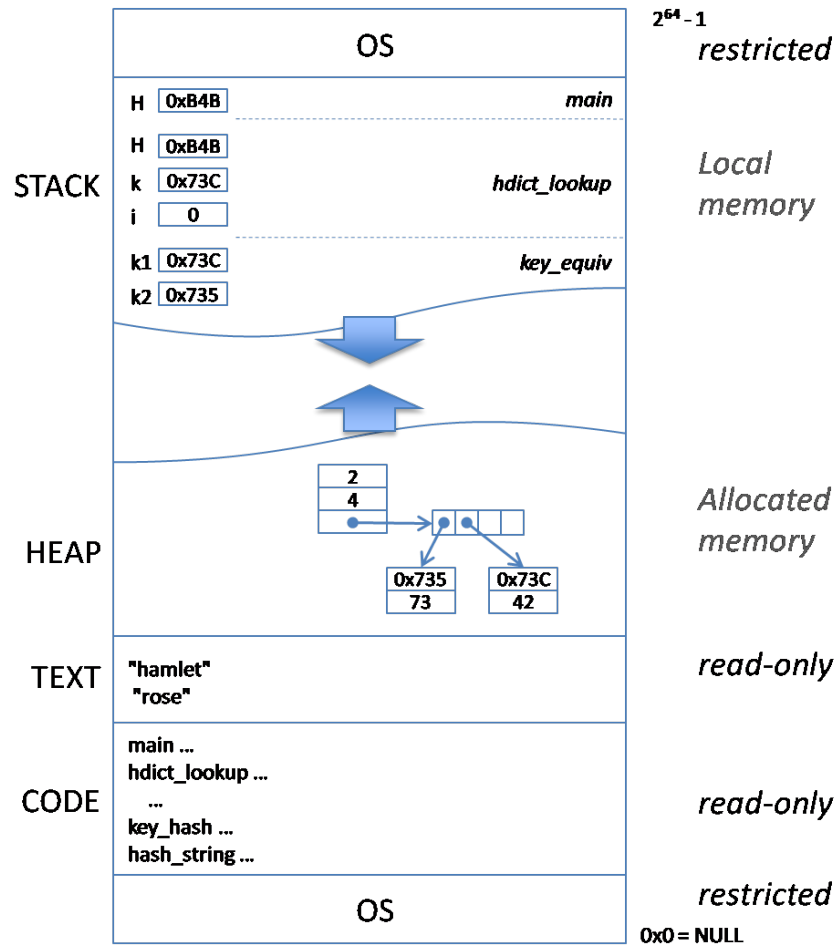 2⁶⁴ - 1
OS
restricted
H 0xB4B main
H 0xB4B
STACK
k 0x73C hdict_lookup
Local
memory
i 0
k1 0x73C key_equiv
k2 0x735
2
4
Allocated
memory
HEAP
0x735 0x73C
73 42
TEXT
"hamlet"
"rose"
read-only
CODE
main ...
hdict_lookup ...
...
key_hash ...
hash_string ...
read-only
OS
restricted
0x0 = NULL